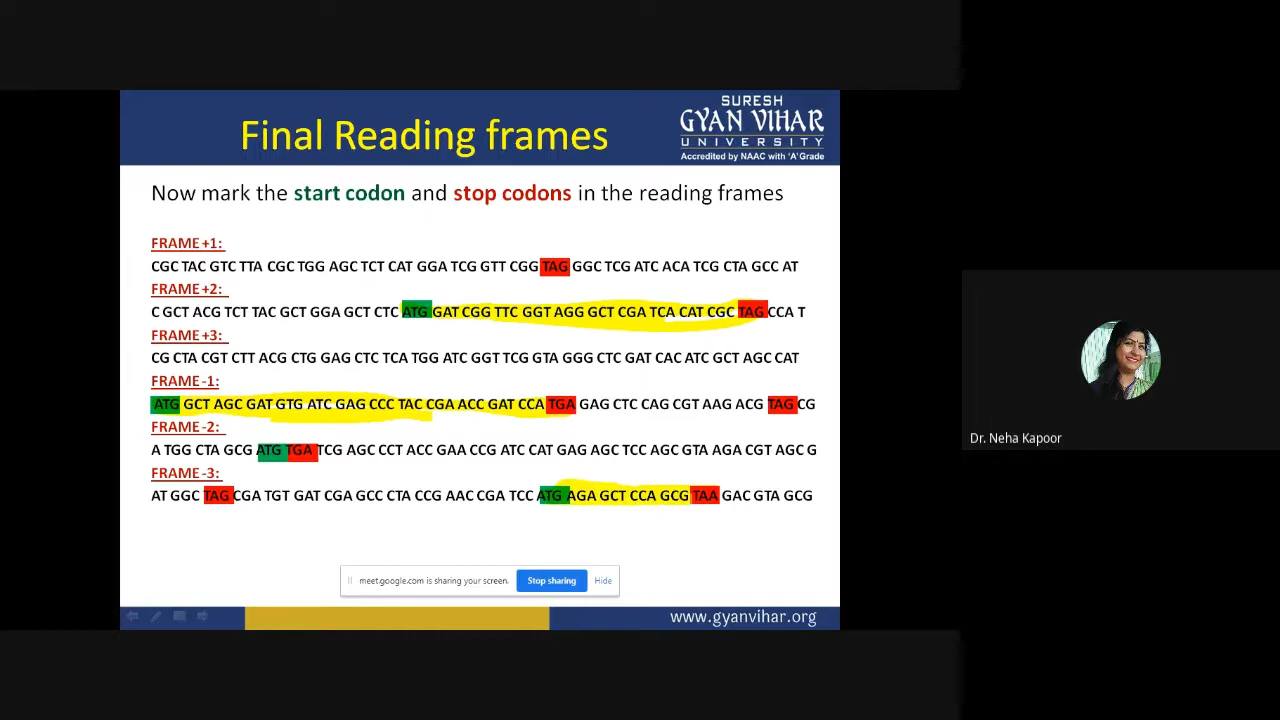 Final Reading frames
SURESH
GYAN VIHAR
UNIVERSITY
Accredited by NAAC with 'A' Grade
Now mark the start codon and stop codons in the reading frames
FRAME +1:
CGC TAC GTC TTA CGC TGG AGC TCT CAT GGA TCG GTT CGG TAG GGC TCG ATC ACA TCG CTA GCC AT
FRAME +2:
C GCT ACG TCT TAC GCT GGA GCT CTC ATG GAT CGG TTC GGT AGG GCT CGA TCA CAT CGC TAG CCA T
FRAME +3:
CG CTA CGT CTT ACG CTG GAG CTC TCA TGG ATC GGT TCG GTA GGG CTC GAT CAC ATC GCT AGC CAT
FRAME -1:
ATG GCT AGC GAT GTG ATC GAG CCC TAC CGA ACC GAT CCA TGA GAG CTC CAG CGT AAG ACG TAG CG
FRAME -2:
A TGG CTA GCG ATG TGA TCG AGC CCT ACC GAA CCG ATC CAT GAG AGC TCC AGC GTA AGA CGT AGC G
FRAME -3:
AT GGC TAG CGA TGT GAT CGA GCC CTA CCG AAC CGA TCC ATG AGA GCT CCA GCG TAA GAC GTA GCG
meet.google.com is sharing your screen.
Stop sharing
Hide
www.gyanvihar.org
Dr. Neha Kapoor